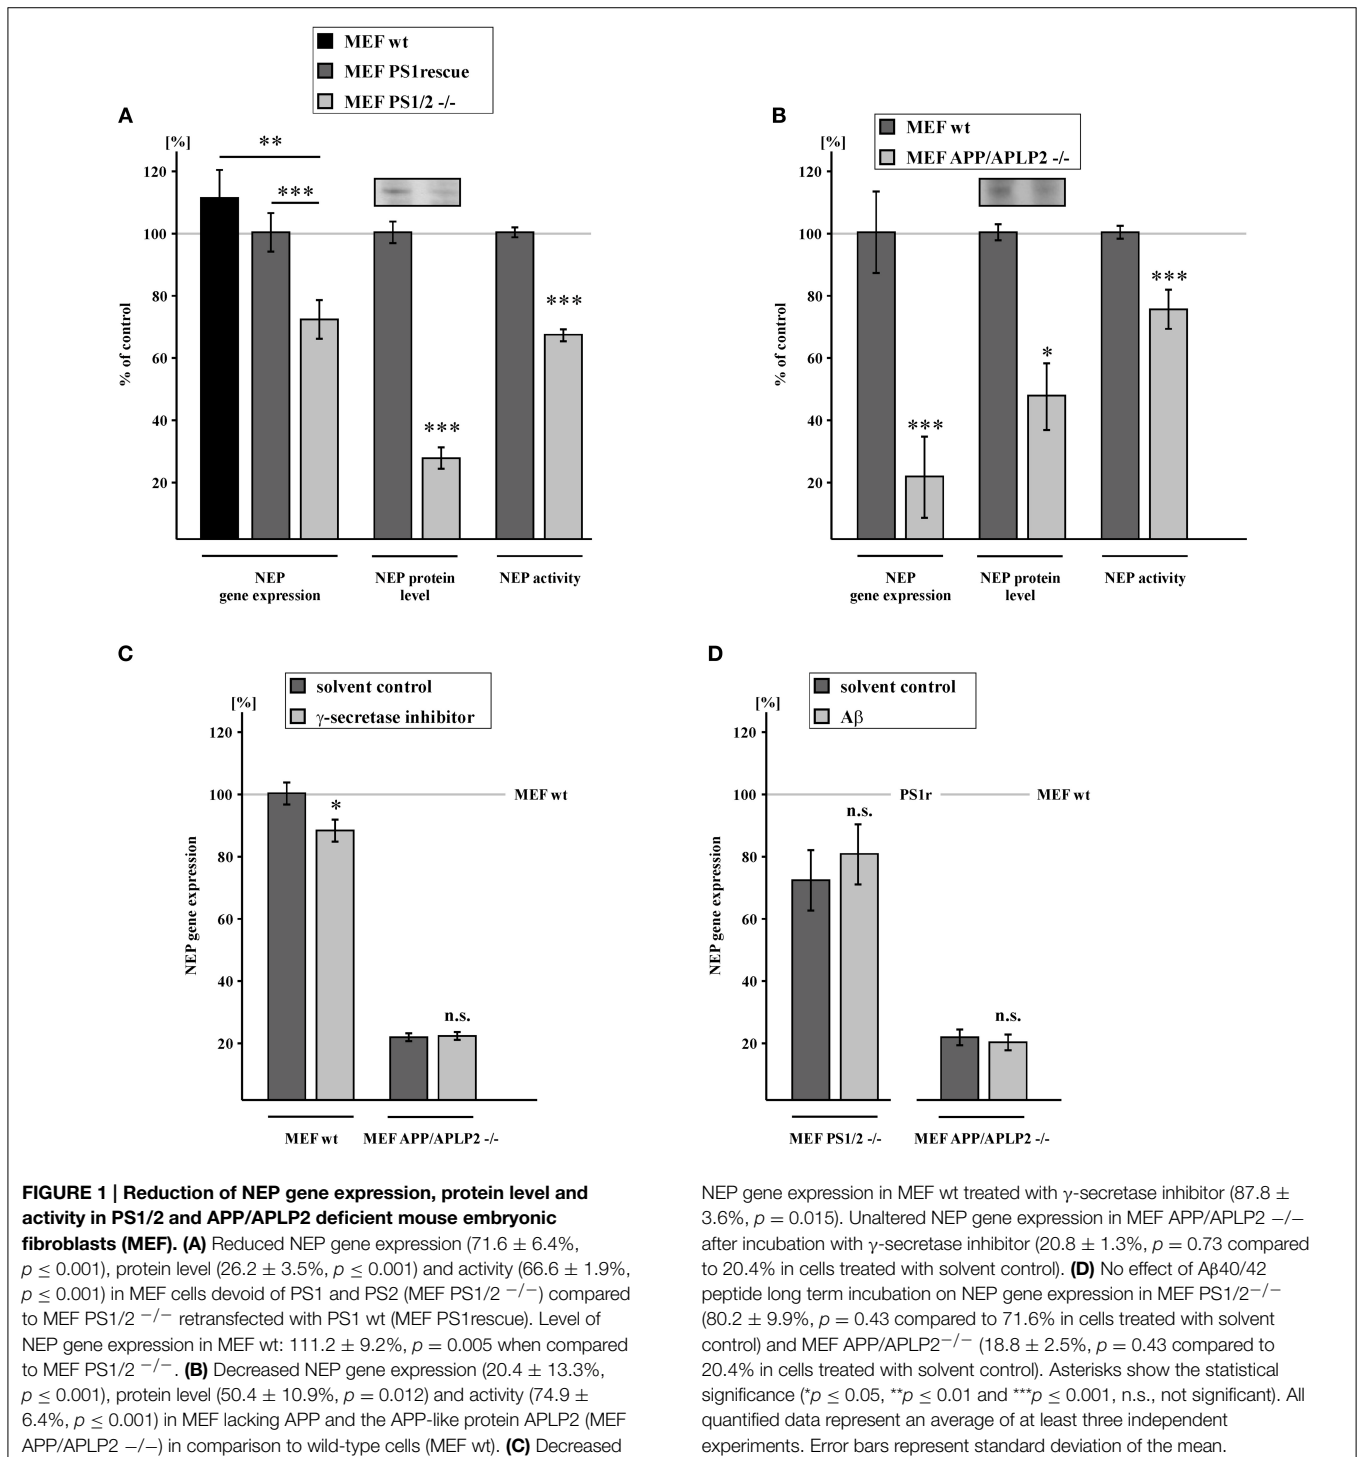 MEF wt
MEF PS1rescue
MEF PS1/2 -/-
A
[%]
**
***
***
***
120
100
80
60
40
20
% of control
NEP
gene expression
NEP protein
level
NEP activity
B
MEF wt
MEF APP/APLP2 -/-
[%]
***
*
***
120
100
80
60
40
20
% of control
NEP
gene expression
NEP protein
level
NEP activity
C
solvent control
γ-secretase inhibitor
[%]
120
100
80
60
40
20
NEP gene expression
MEF wt
*
n.s.
MEF wt
MEF APP/APLP2 -/-
D
solvent control
Aβ
[%]
120
100
80
60
40
20
NEP gene expression
PS1r
MEF wt
n.s.
n.s.
MEF PS1/2 -/-
MEF APP/APLP2 -/-
FIGURE 1 | Reduction of NEP gene expression, protein level and
activity in PS1/2 and APP/APLP2 deficient mouse embryonic
fibroblasts (MEF). (A) Reduced NEP gene expression (71.6 ± 6.4%,
p ≤ 0.001), protein level (26.2 ± 3.5%, p ≤ 0.001) and activity (66.6 ± 1.9%,
p ≤ 0.001) in MEF cells devoid of PS1 and PS2 (MEF PS1/2 −/−) compared
to MEF PS1/2 −/− retransfected with PS1 wt (MEF PS1rescue). Level of
NEP gene expression in MEF wt: 111.2 ± 9.2%, p = 0.005 when compared
to MEF PS1/2 −/−. (B) Decreased NEP gene expression (20.4 ± 13.3%,
p ≤ 0.001), protein level (50.4 ± 10.9%, p = 0.012) and activity (74.9 ±
6.4%, p ≤ 0.001) in MEF lacking APP and the APP-like protein APLP2 (MEF
APP/APLP2 −/−) in comparison to wild-type cells (MEF wt). (C) Decreased
NEP gene expression in MEF wt treated with γ-secretase inhibitor (87.8 ±
3.6%, p = 0.015). Unaltered NEP gene expression in MEF APP/APLP2 −/−
after incubation with γ-secretase inhibitor (20.8 ± 1.3%, p = 0.73 compared
to 20.4% in cells treated with solvent control). (D) No effect of Aβ40/42
peptide long term incubation on NEP gene expression in MEF PS1/2−/−
(80.2 ± 9.9%, p = 0.43 compared to 71.6% in cells treated with solvent
control) and MEF APP/APLP2−/− (18.8 ± 2.5%, p = 0.43 compared to
20.4% in cells treated with solvent control). Asterisks show the statistical
significance (*p ≤ 0.05, **p ≤ 0.01 and ***p ≤ 0.001, n.s., not significant). All
quantified data represent an average of at least three independent
experiments. Error bars represent standard deviation of the mean.